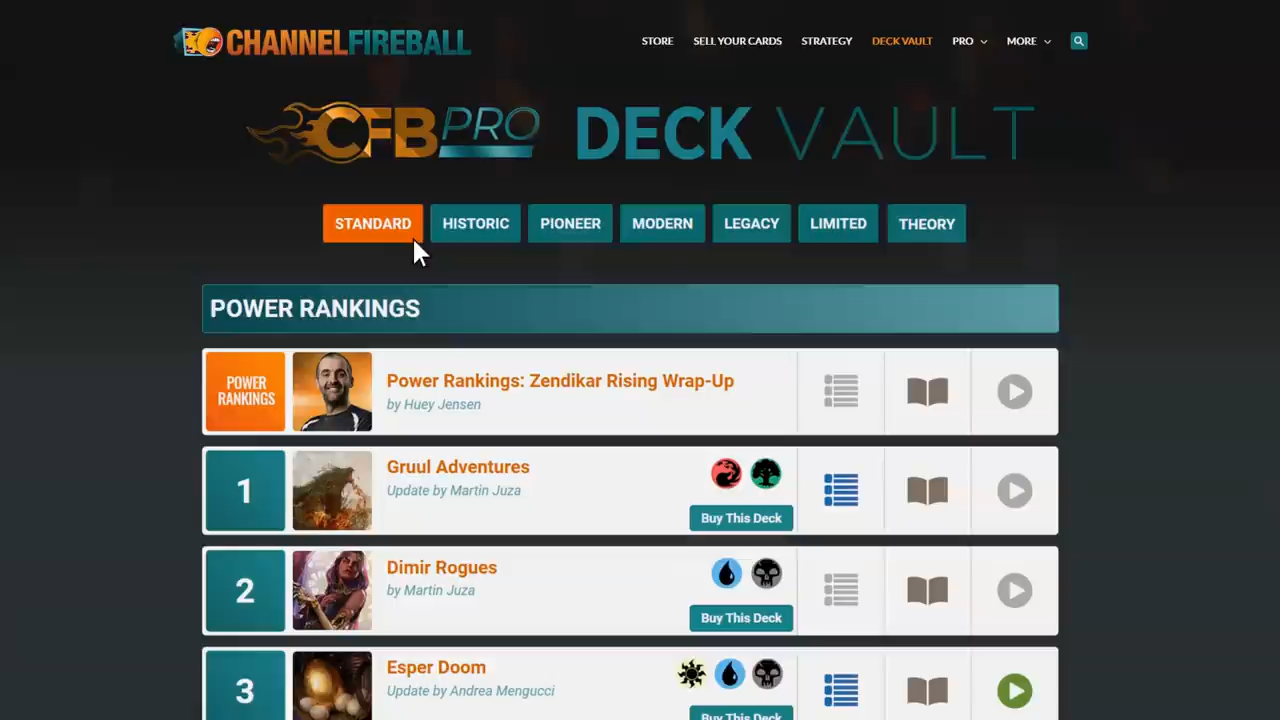 CHANNELFIREBALL
STORE SELL YOUR CARDS STRATEGY DECK VAULT PRO MORE
CFB PRO DECK VAULT
STANDARD HISTORIC PIONEER MODERN LEGACY LIMITED THEORY
POWER RANKINGS
POWER
RANKINGS
Power Rankings: Zendikar Rising Wrap-Up
by Huey Jensen
1
Gruul Adventures
Update by Martin Juza
Buy This Deck
2
Dimir Rogues
by Martin Juza
Buy This Deck
3
Esper Doom
Update by Andrea Mengucci
Buy This Deck